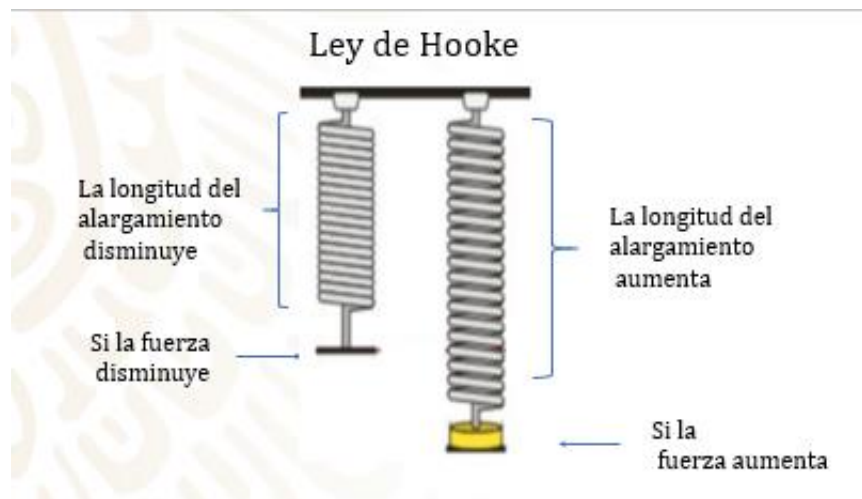 Ley de Hooke
La longitud del
alargamiento
disminuye
Si la fuerza
disminuye
La longitud del
alargamiento
aumenta
Si la
fuerza aumenta